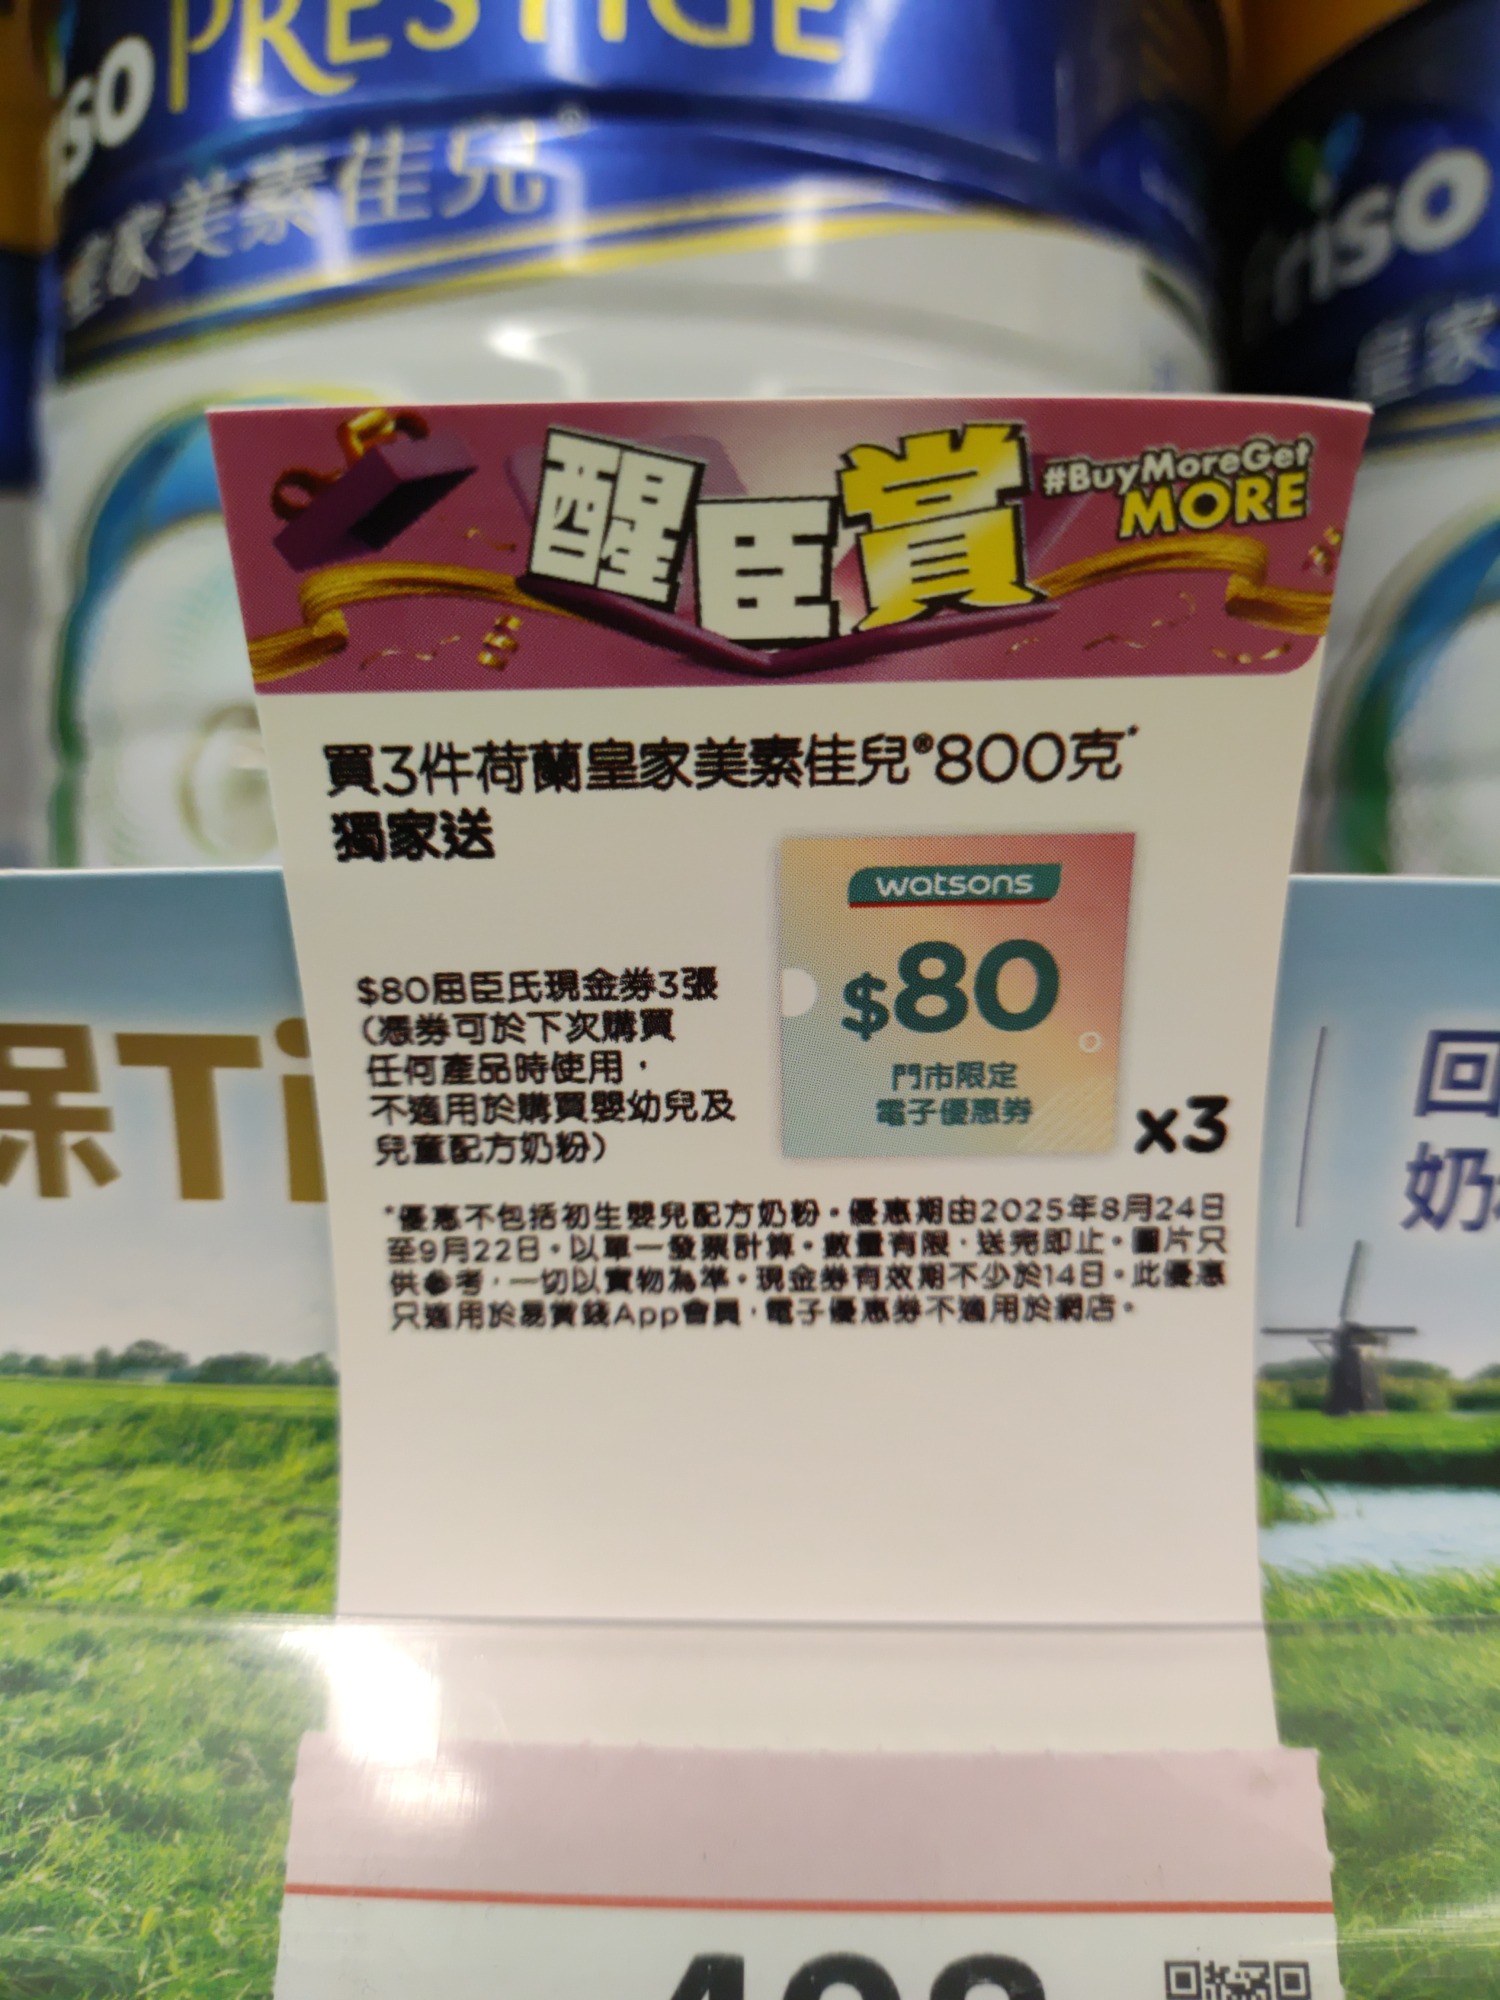 PRESTIGE
皇家美素佳兒®
醒臣賞
#BuyMoreGet
MORE
買3件荷蘭皇家美素佳兒®800克*
獨家送
$80屈臣氏現金券3張
(憑券可於下次購買
任何產品時使用，
不適用於購買嬰幼兒及
兒童配方奶粉)
watsons
$80
門市限定
電子優惠券
x3
*優惠不包括初生嬰兒配方奶粉。優惠期由2025年8月24日
至9月22日。以單一發票計算。數量有限，送完即止。圖片只
供參考，一切以實物為準。現金券有效期不少於14日。此優惠
只適用於易賞錢App會員，電子優惠券不適用於網店。